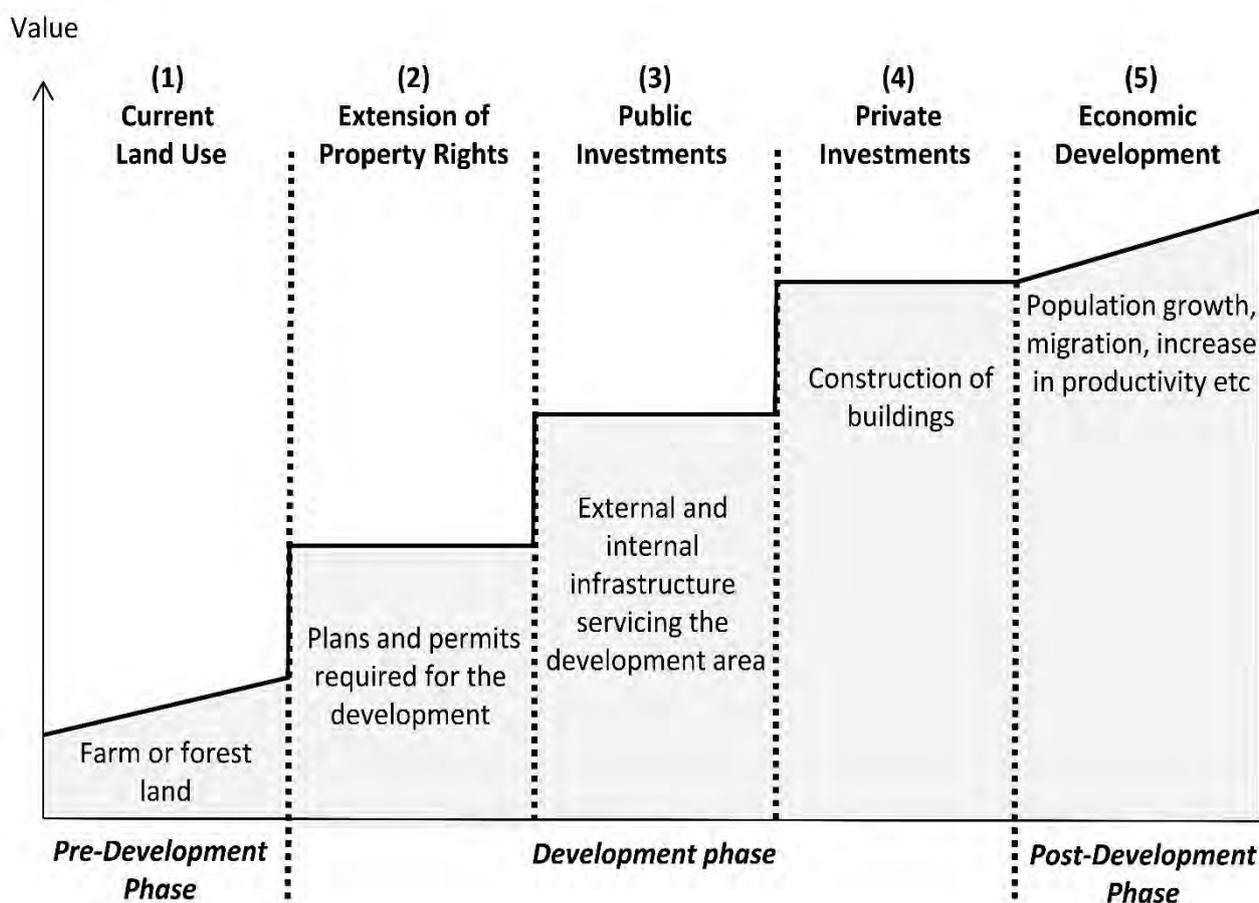 Value
(1)
Current
Land Use
(2)
Extension of
Property Rights
(3)
Public
Investments
(4)
Private
Investments
(5)
Economic
Development
Farm or forest
land
Plans and permits
required for the
development
External and
internal
infrastructure
servicing the
development area
Construction of
buildings
Population growth,
migration, increase
in productivity etc
Pre-Development
Phase
Development phase
Post-Development
Phase